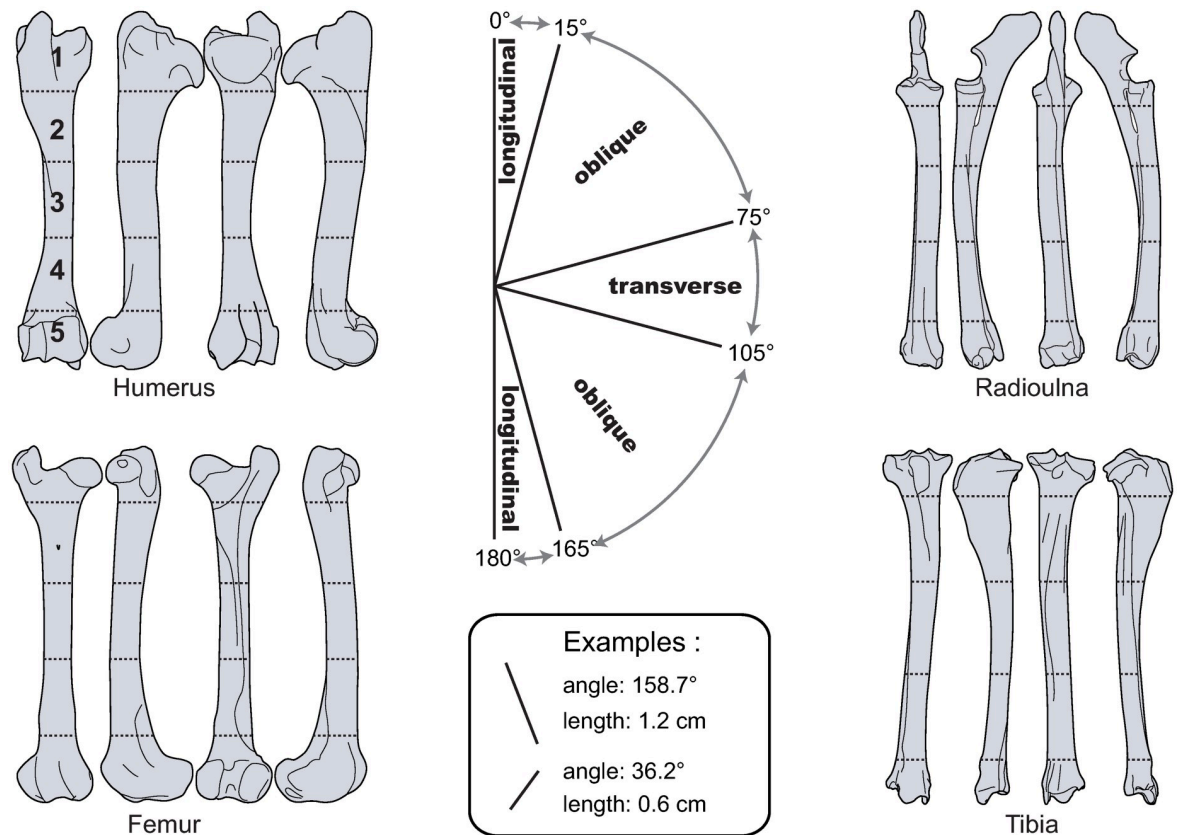 1
2
3
4
5
Humerus
Femur
0°
15°
longitudinal
oblique
75°
transverse
105°
oblique
longitudinal
180°
165°
Examples :
angle: 158.7°
length: 1.2 cm
angle: 36.2°
length: 0.6 cm
Radioulna
Tibia